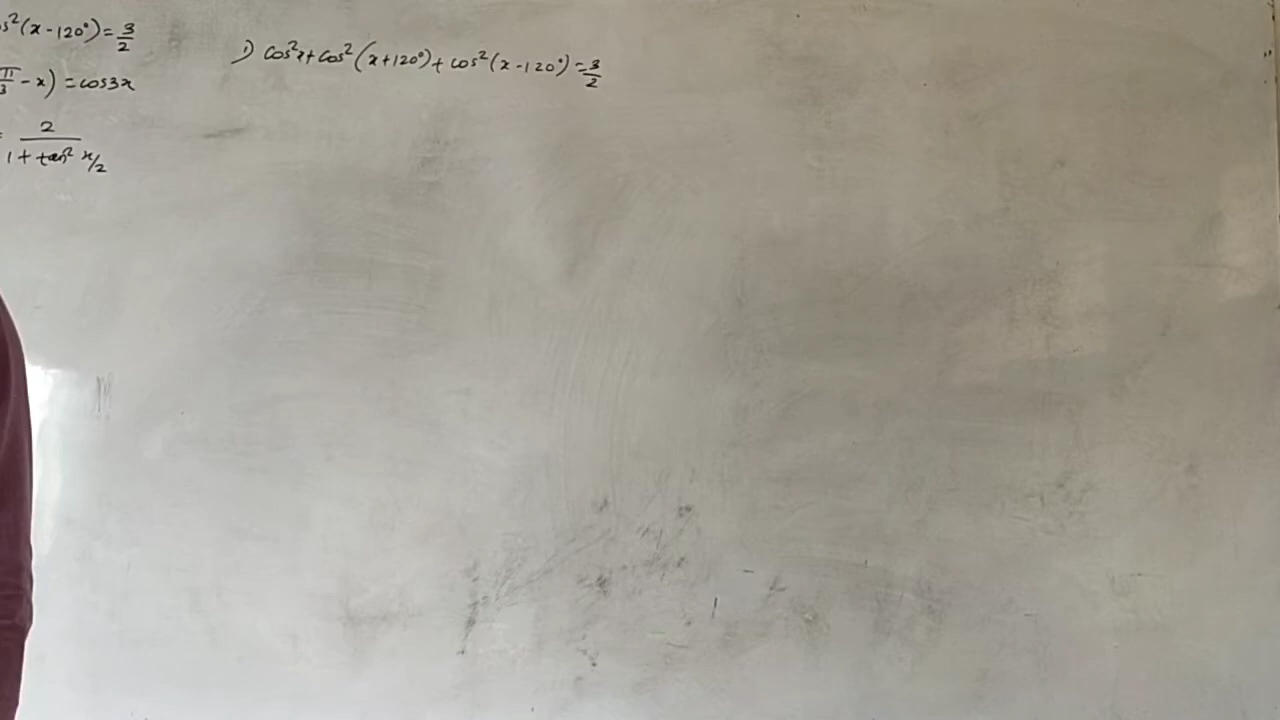 s²(x-120°)=3/2
π/3 - x) = cos3x
= 2/(1 + tan² x/2)
1) cos²x+cos²(x+120°)+cos²(x-120°)=3/2